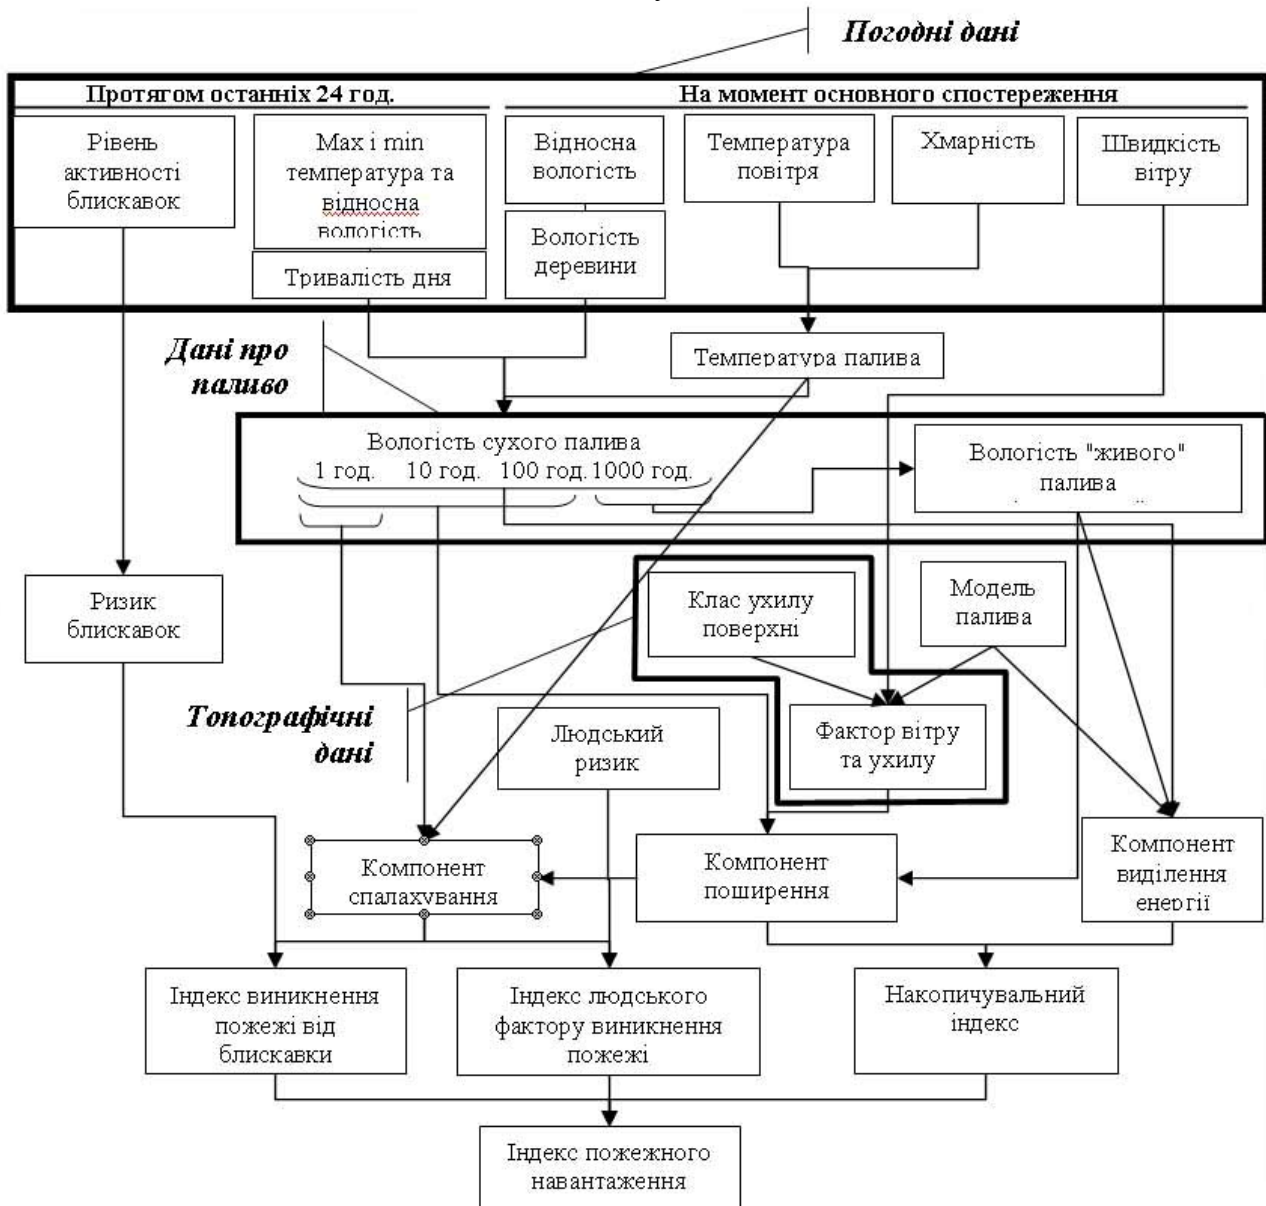 Погодні дані
Протягом останніх 24 год.
На момент основного спостереження
Рівень
активності
блискавок
Max і min
температура та
відносна
вологість
Тривалість дня
Відносна
вологість
Вологість
деревини
Температура
повітря
Хмарність
Швидкість
вітру
Дані про
паливо
Температура палива
Вологість сухого палива
1 год. 10 год. 100 год. 1000 год.
Вологість "живого"
палива
Ризик
блискавок
Клас ухилу
поверхні
Модель
палива
Топографічні
дані
Людський
ризик
Фактор вітру
та ухилу
Компонент
спалахування
Компонент
поширення
Компонент
виділення
енергії
Індекс виникнення
пожежі від
блискавки
Індекс людського
фактору виникнення
пожежі
Накопичувальний
індекс
Індекс пожежного
навантаження